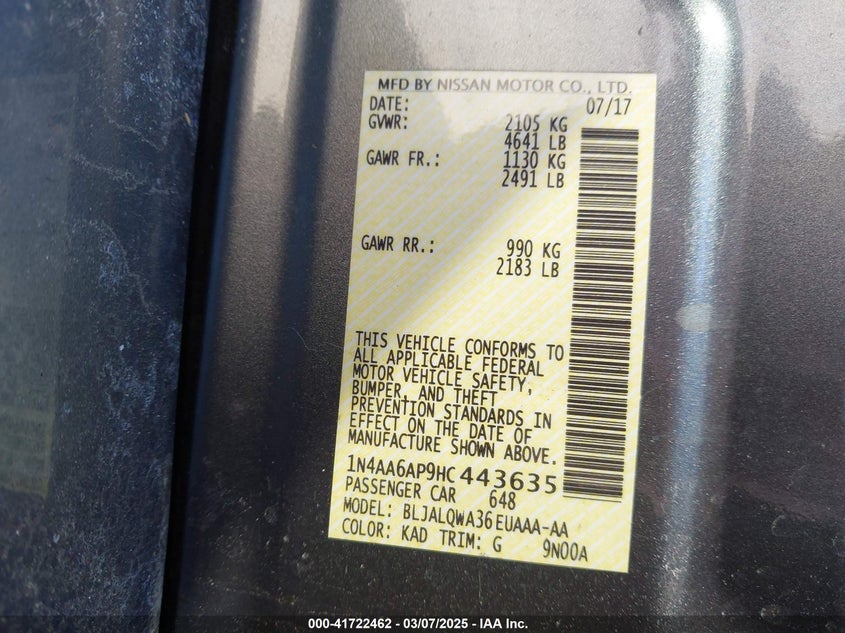 MFD BY NISSAN MOTOR CO., LTD.
DATE: 07/17
GVWR: 2105 KG
4641 LB
GAWR FR.: 1130 KG
2491 LB
GAWR RR.: 990 KG
2183 LB
THIS VEHICLE CONFORMS TO
ALL APPLICABLE FEDERAL
MOTOR VEHICLE SAFETY,
BUMPER, AND THEFT
PREVENTION STANDARDS IN
EFFECT ON THE DATE OF
MANUFACTURE SHOWN ABOVE.
1N4AA6AP9HC443635
PASSENGER CAR 648
MODEL: BLJALQWA36EUAAA-AA
COLOR: KAD TRIM: G 9N00A
000-41722462 - 03/07/2025 - IAA Inc.